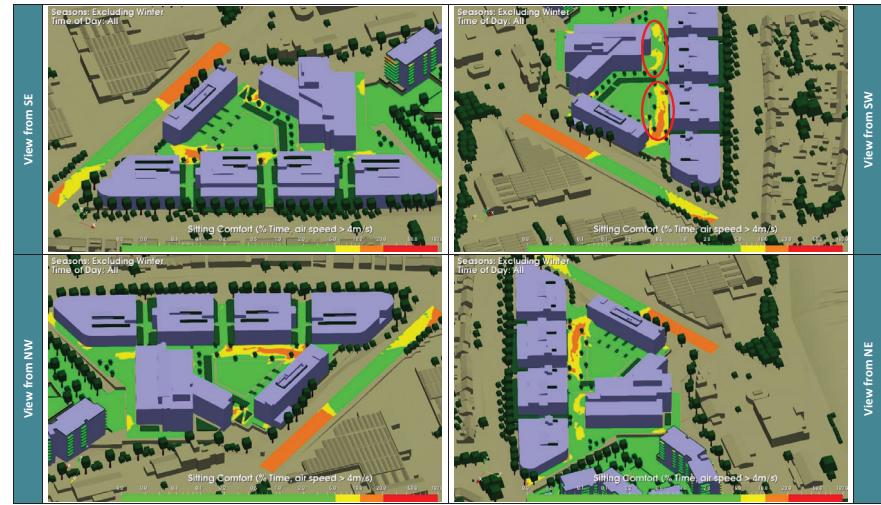 View from SE
Seasons: Excluding Winter
Time of Day: All
Sitting Comfort (% Time, air speed > 4m/s)
Seasons: Excluding Winter
Time of Day: All
Sitting Comfort (% Time, air speed > 4m/s)
View from SW
View from NW
Seasons: Excluding Winter
Time of Day: All
Sitting Comfort (% Time, air speed > 4m/s)
Seasons: Excluding Winter
Time of Day: All
Sitting Comfort (% Time, air speed > 4m/s)
View from NE